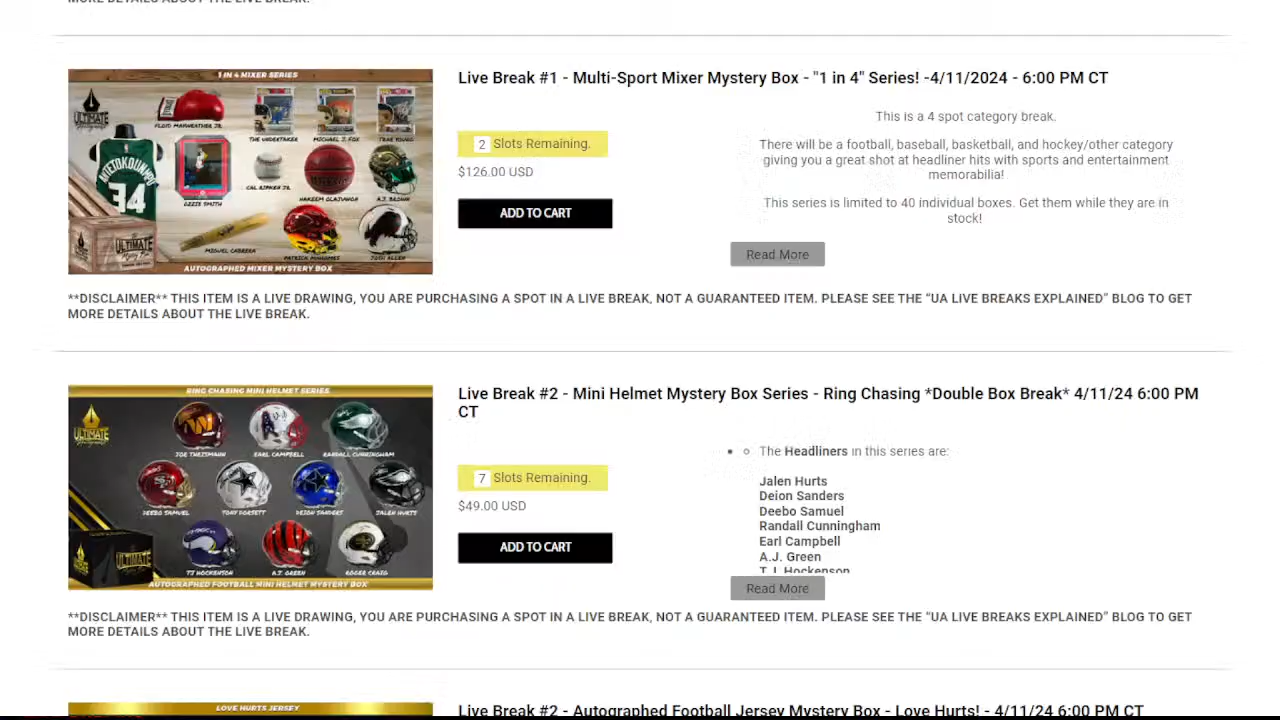 MORE DETAILS ABOUT THE LIVE BREAK.
1 IN 4 MIXER SERIES
ULTIMATE
FLOYD MAYWEATHER JR.
THE UNDERTAKER
MICHAEL J. FOX
TRAE YOUNG
ANTETOKOUNMPO
34
OZZIE SMITH
CAL RIPKEN JR.
HAKEEM OLAJUWON
A.J. BROWN
MIGUEL CABRERA
PATRICK MAHOMES
JOSH ALLEN
ULTIMATE
Mystery Box
AUTOGRAPHED MIXER MYSTERY BOX
Live Break #1 - Multi-Sport Mixer Mystery Box - "1 in 4" Series! -4/11/2024 - 6:00 PM CT
2 Slots Remaining.
$126.00 USD
ADD TO CART
This is a 4 spot category break.
There will be a football, baseball, basketball, and hockey/other category
giving you a great shot at headliner hits with sports and entertainment
memorabilia!
This series is limited to 40 individual boxes. Get them while they are in
stock!
Read More
**DISCLAIMER** THIS ITEM IS A LIVE DRAWING, YOU ARE PURCHASING A SPOT IN A LIVE BREAK, NOT A GUARANTEED ITEM. PLEASE SEE THE “UA LIVE BREAKS EXPLAINED” BLOG TO GET
MORE DETAILS ABOUT THE LIVE BREAK.
RING CHASING MINI HELMET SERIES
ULTIMATE
JOE THEISMANN
EARL CAMPBELL
RANDALL CUNNINGHAM
DEEBO SAMUEL
TONY DORSETT
DEION SANDERS
JALEN HURTS
TJ HOCKENSON
A.J. GREEN
ROGER CRAIG
ULTIMATE
AUTOGRAPHED FOOTBALL MINI HELMET MYSTERY BOX
Live Break #2 - Mini Helmet Mystery Box Series - Ring Chasing *Double Box Break* 4/11/24 6:00 PM
CT
7 Slots Remaining.
$49.00 USD
ADD TO CART
The Headliners in this series are:
Jalen Hurts
Deion Sanders
Deebo Samuel
Randall Cunningham
Earl Campbell
A.J. Green
T.J. Hockenson
Read More
**DISCLAIMER** THIS ITEM IS A LIVE DRAWING, YOU ARE PURCHASING A SPOT IN A LIVE BREAK, NOT A GUARANTEED ITEM. PLEASE SEE THE “UA LIVE BREAKS EXPLAINED” BLOG TO GET
MORE DETAILS ABOUT THE LIVE BREAK.
LOVE HURTS JERSEY
Live Break #2 - Autographed Football Jersey Mystery Box - Love Hurts! - 4/11/24 6:00 PM CT